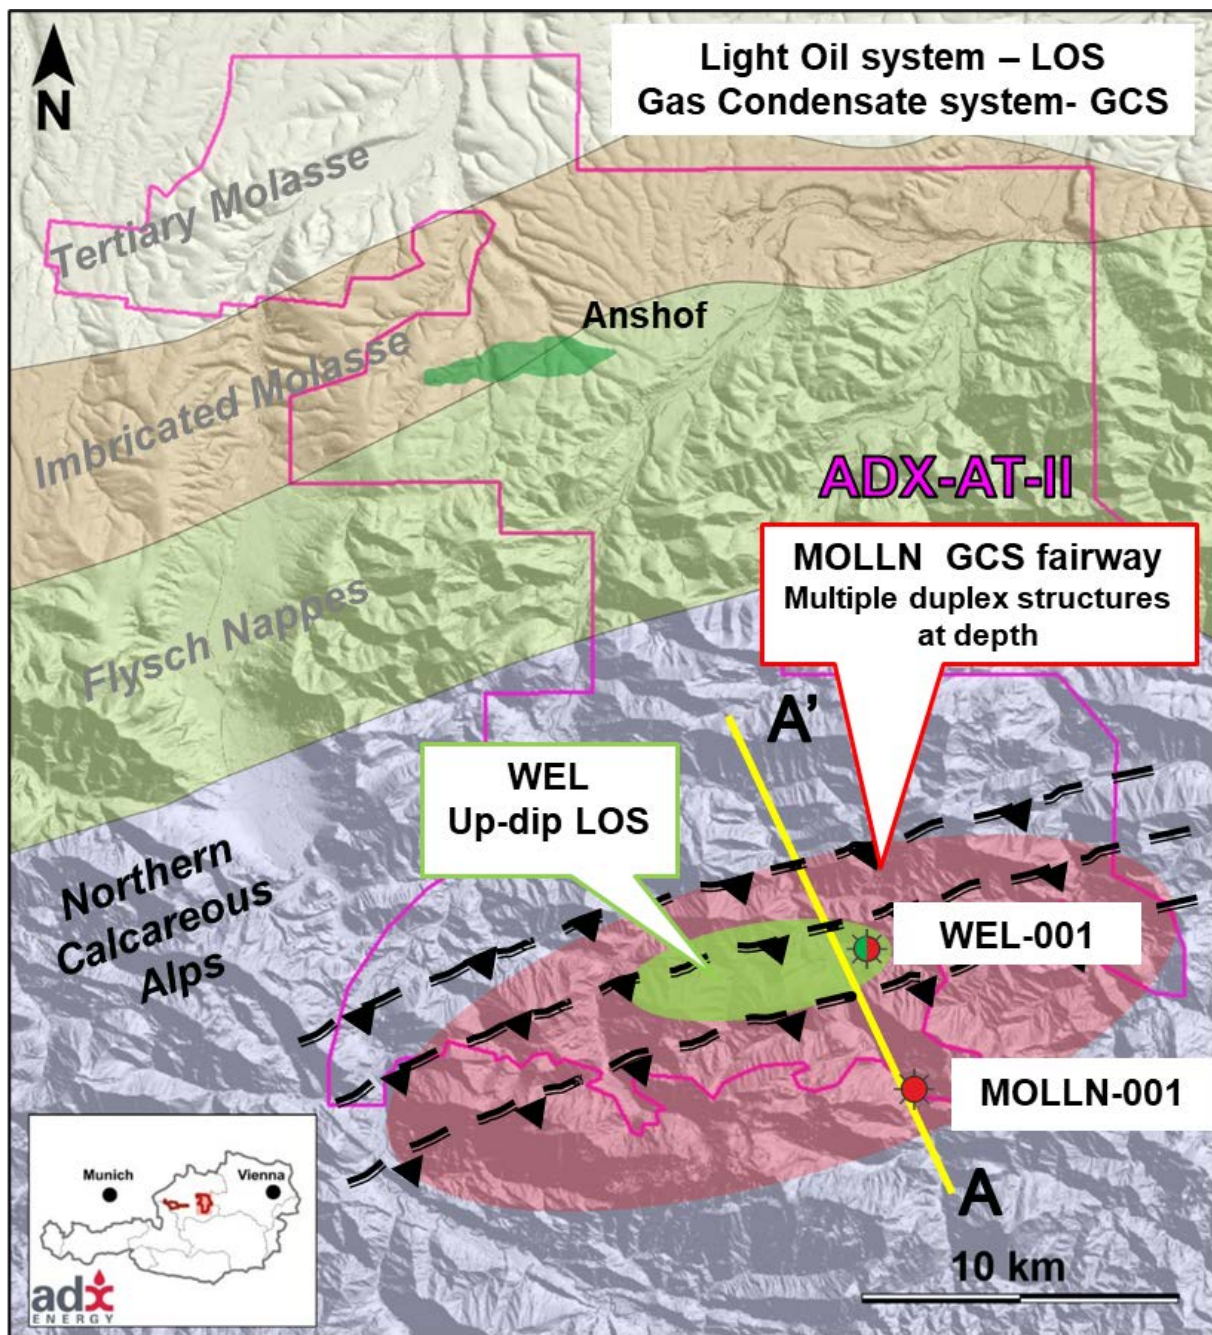 Light Oil system – LOS
Gas Condensate system- GCS
N
Tertiary Molasse
Anshof
Imbricated Molasse
ADX-AT-II
MOLLN GCS fairway
Multiple duplex structures
at depth
Flysch Nappes
A’
WEL
Up-dip LOS
Northern
Calcareous
Alps
WEL-001
MOLLN-001
A
10 km
Munich
Vienna
adx
ENERGY